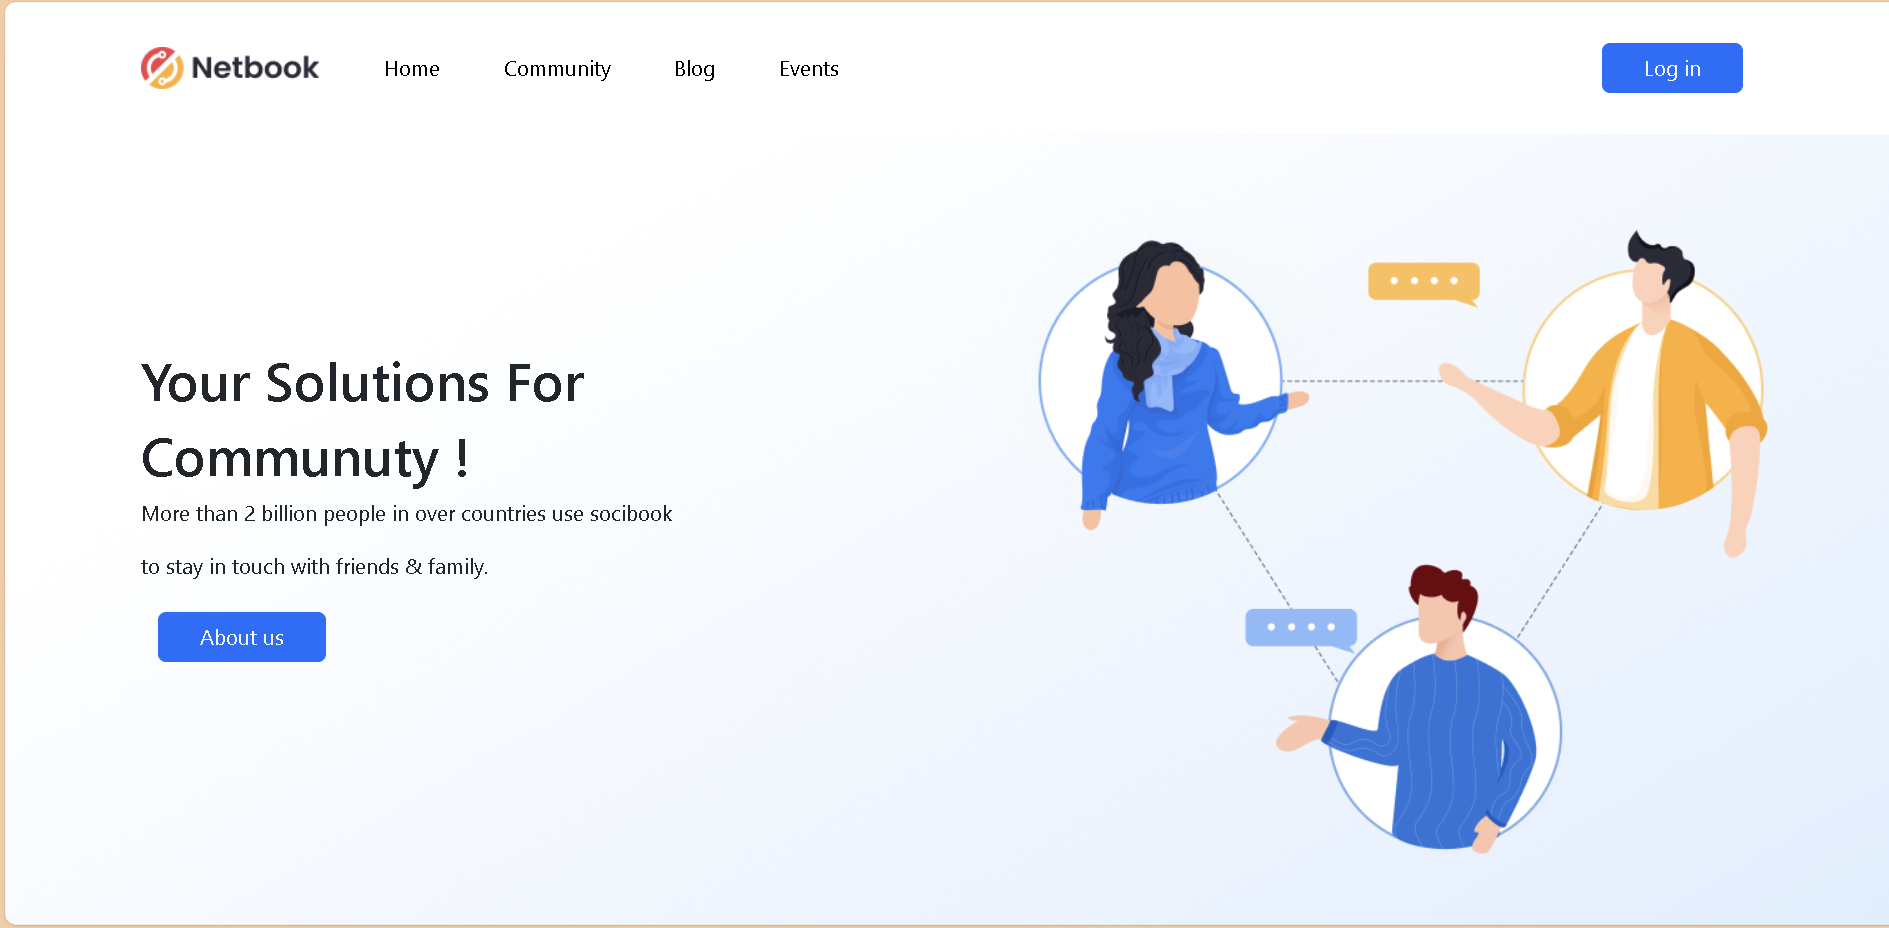 Netbook Home Community Blog Events Log in
Your Solutions For
Communuty !
More than 2 billion people in over countries use socibook
to stay in touch with friends & family.
About us